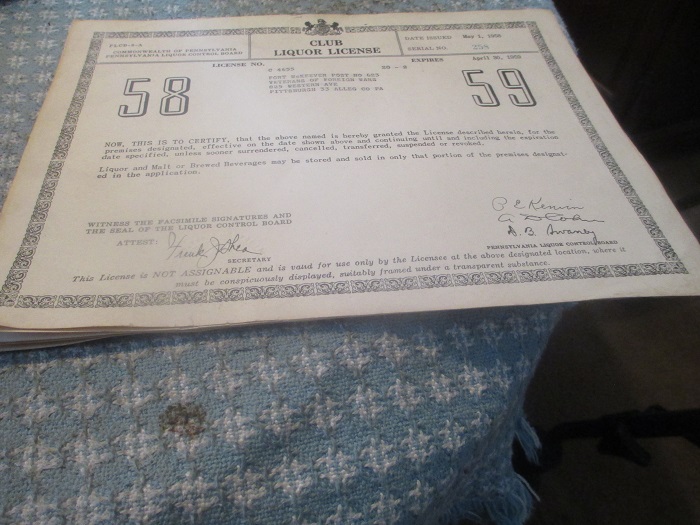 PLCB-4-A
COMMONWEALTH OF PENNSYLVANIA
PENNSYLVANIA LIQUOR CONTROL BOARD
CLUB
LIQUOR LICENSE
DATE ISSUED May 1, 1958
SERIAL NO.
LICENSE NO.
EXPIRES April 30, 1959
58
59
VETERANS OF FOREIGN WARS
NOW, THIS IS TO CERTIFY, that the above named is hereby granted the License described herein, for the
premises designated, effective on the date shown above and continuing until and including the expiration
date specified, unless sooner surrendered, cancelled, transferred, suspended or revoked.
Liquor and Malt or Brewed Beverages may be stored and sold in only that portion of the premises designat-
ed in the application.
WITNESS THE FACSIMILE SIGNATURES AND
THE SEAL OF THE LIQUOR CONTROL BOARD
ATTEST:
SECRETARY
PENNSYLVANIA LIQUOR CONTROL BOARD
This License is NOT ASSIGNABLE and is valid for use only by the Licensee at the above designated location, where it
must be conspicuously displayed, suitably framed under a transparent substance.